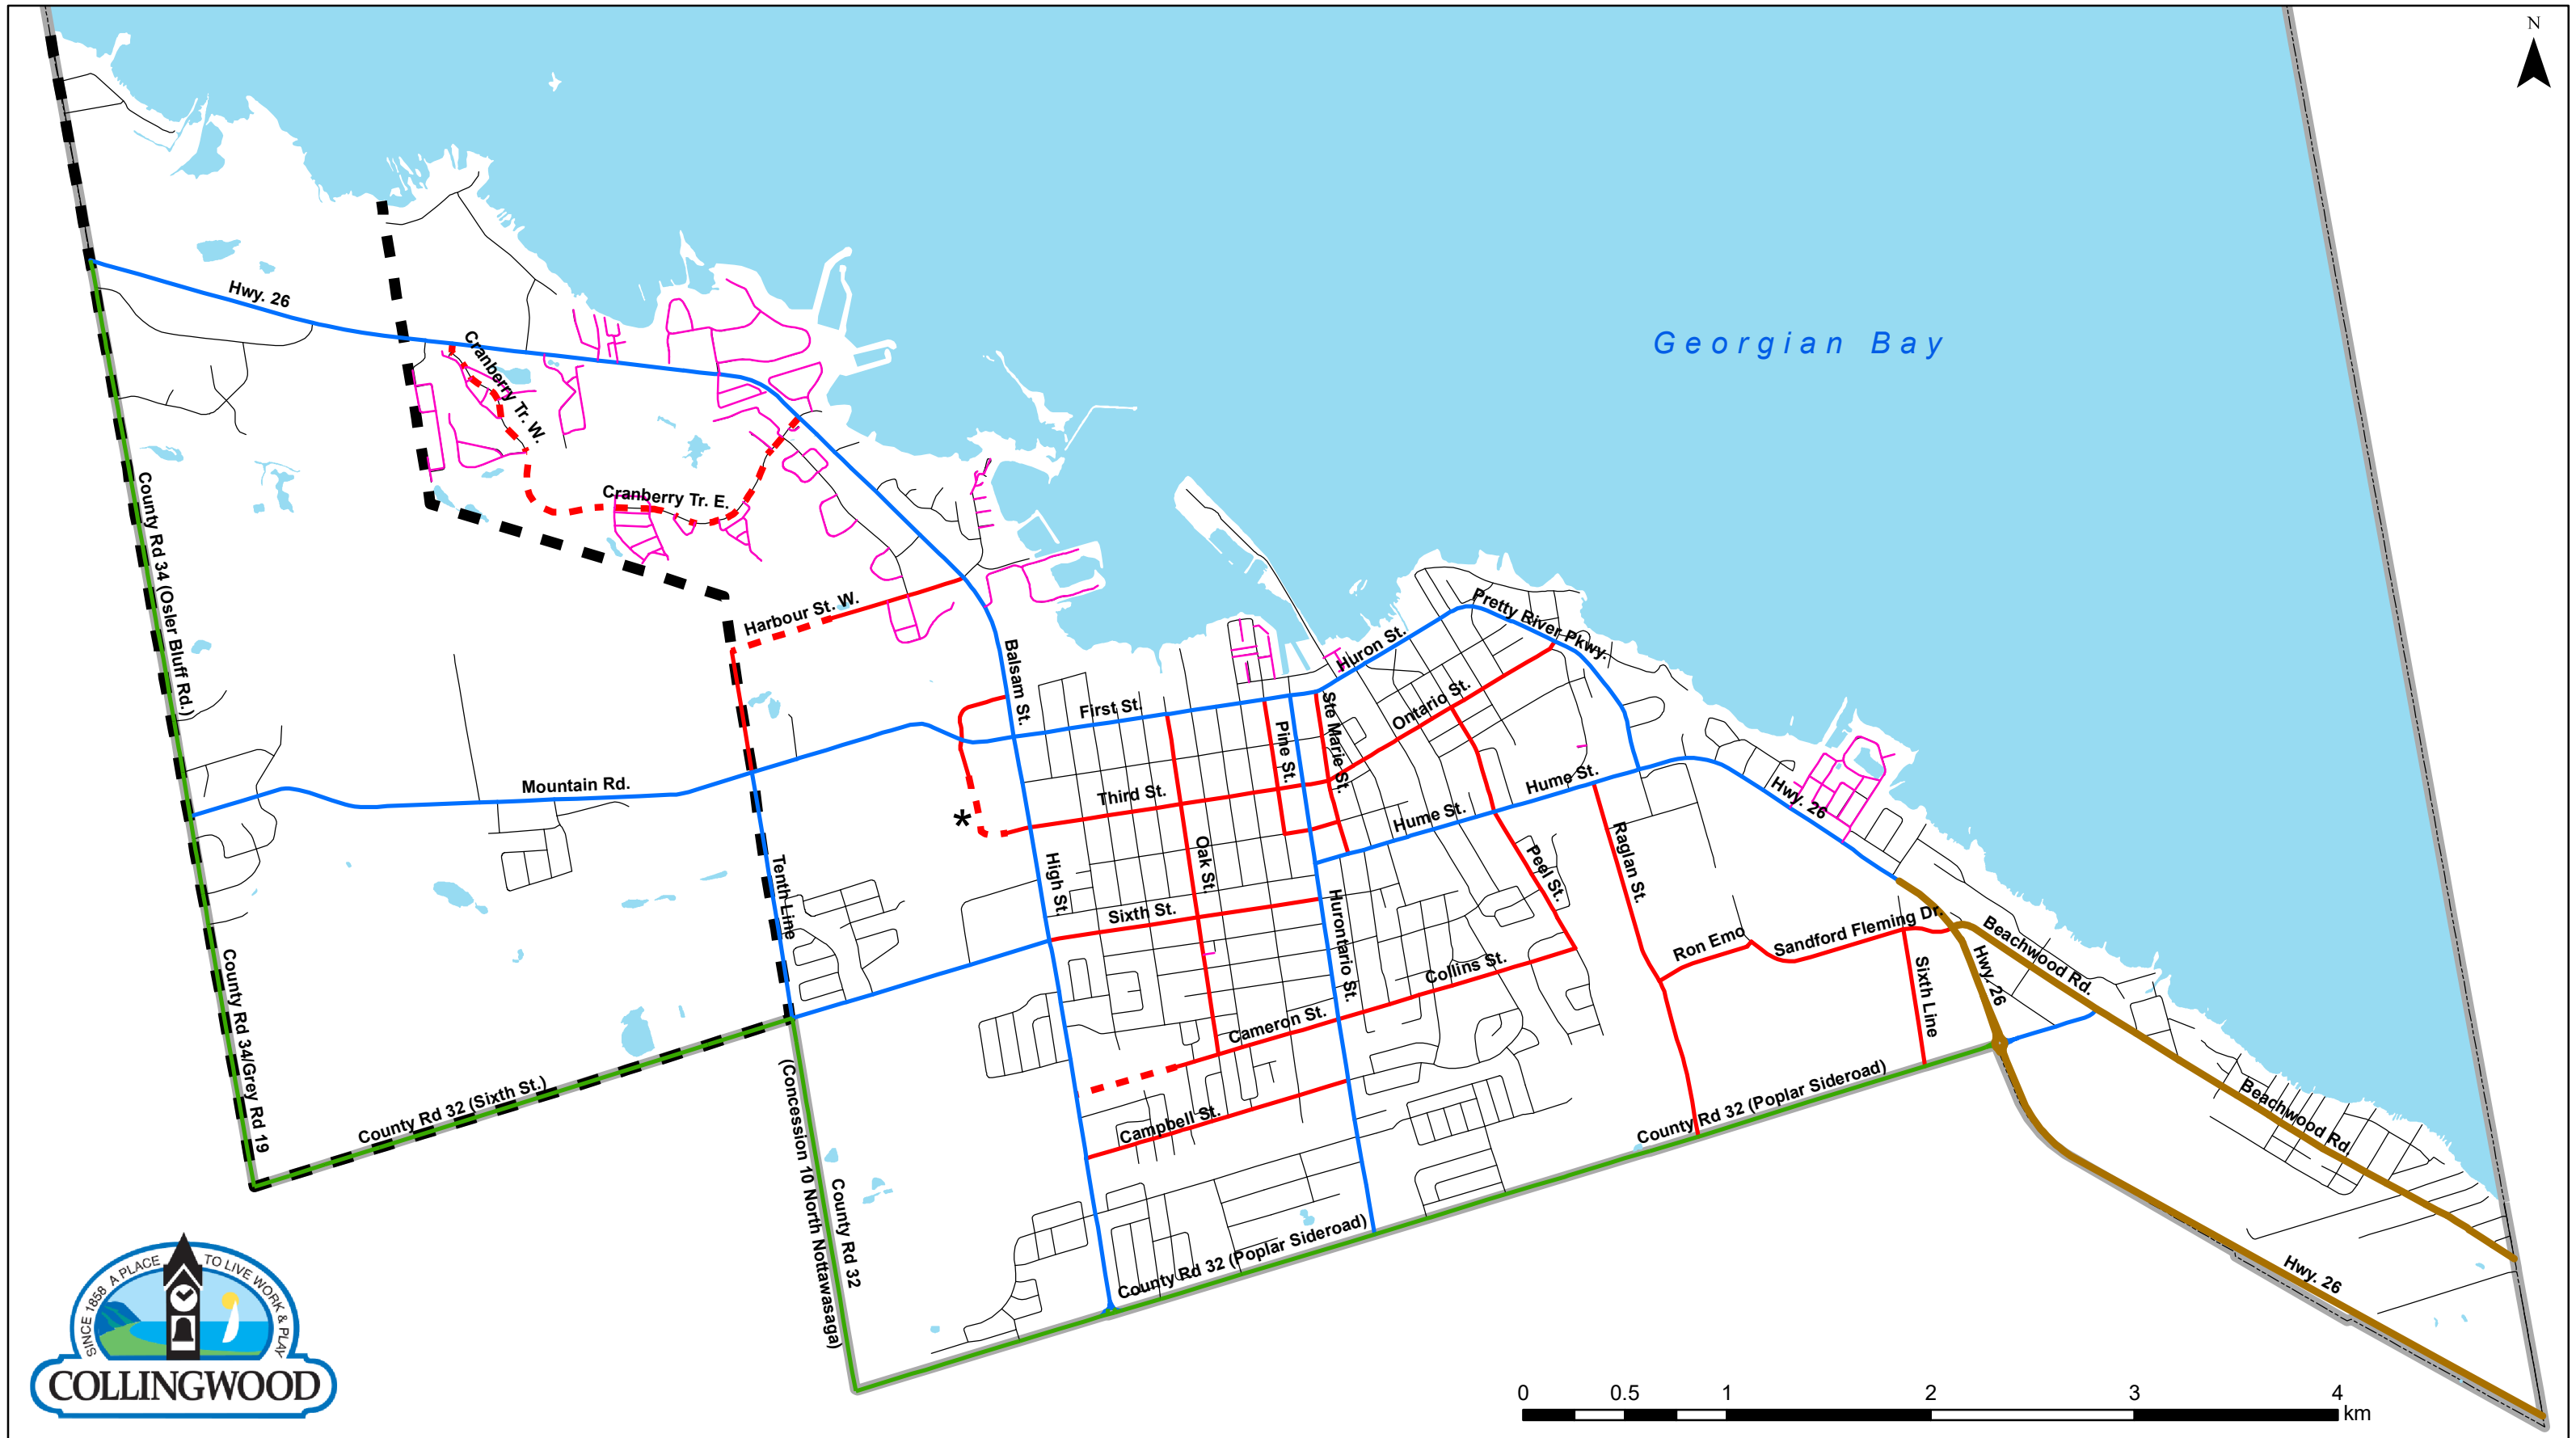 N
Georgian Bay
Hwy. 26
Cranberry Tr. W.
Cranberry Tr. E.
County Rd 34 (Osler Bluff Rd.)
Harbour St. W.
Balsam St.
Huron St.
Pretty River Pkwy.
First St.
Pine St.
Ste Marie St.
Ontario St.
Mountain Rd.
Third St.
Hume St.
Hume St.
Hwy. 26
*
Tenth Line
High St.
Oak St.
Peel St.
Raglan St.
Sixth St.
Hurontario St.
Collins St.
Ron Emo
Sandford Fleming Dr.
Beachwood Rd.
Hwy. 26
Sixth Line
County Rd 34/Grey Rd 19
Cameron St.
County Rd 32 (Sixth St.)
Campbell St.
County Rd 32 (Poplar Sideroad)
Beachwood Rd.
(Concession 10 North Nottawasaga)
County Rd 32
County Rd 32 (Poplar Sideroad)
Hwy. 26
SINCE 1858 A PLACE TO LIVE WORK & PLAY
COLLINGWOOD
0 0.5 1 2 3 4
km